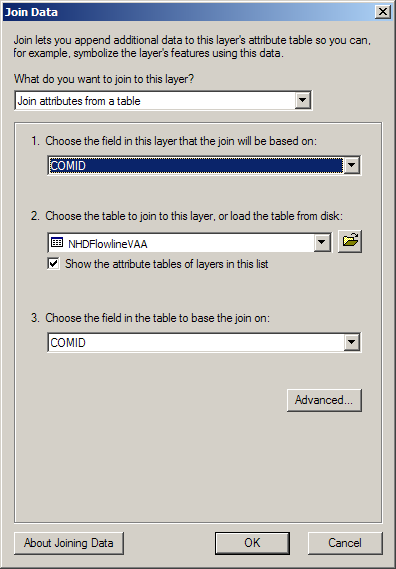 Join Data
Join lets you append additional data to this layer's attribute table so you can,
for example, symbolize the layer's features using this data.
What do you want to join to this layer?
Join attributes from a table
1. Choose the field in this layer that the join will be based on:
COMID
2. Choose the table to join to this layer, or load the table from disk:
NHDFlowlineVAA
Show the attribute tables of layers in this list
3. Choose the field in the table to base the join on:
COMID
Advanced...
About Joining Data
OK
Cancel